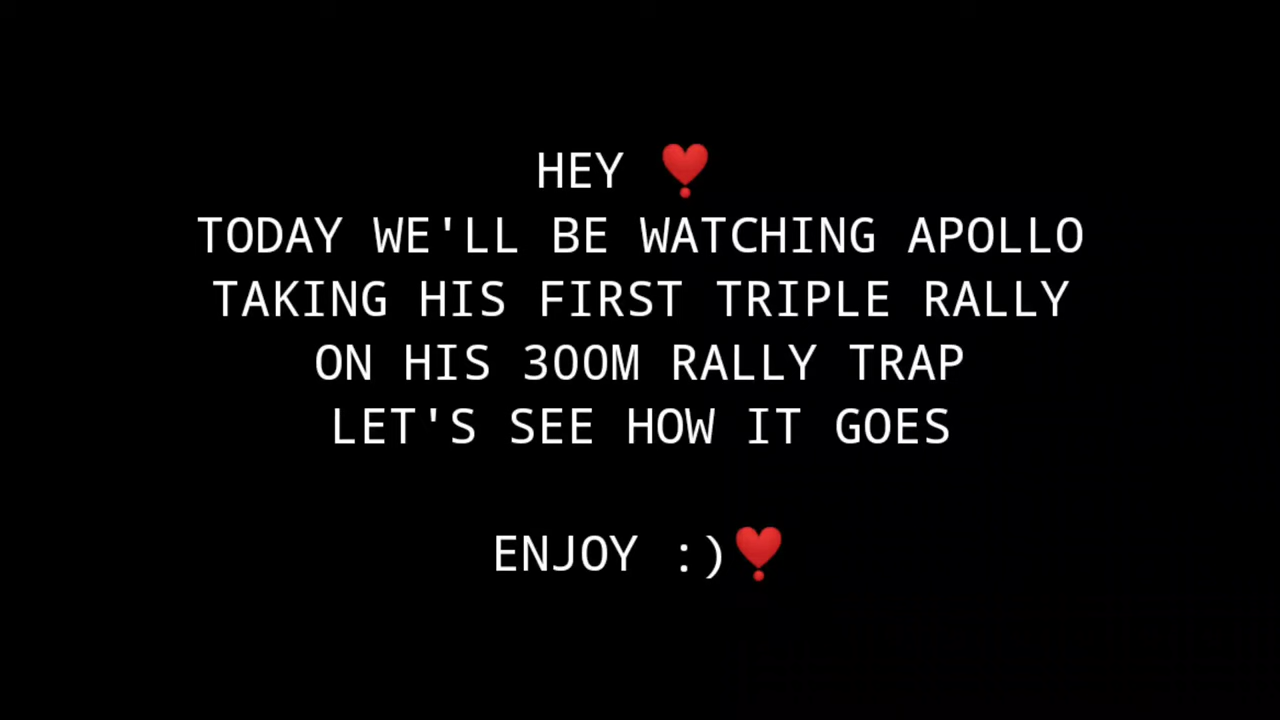 HEY ❣️
TODAY WE'LL BE WATCHING APOLLO
TAKING HIS FIRST TRIPLE RALLY
ON HIS 300M RALLY TRAP
LET'S SEE HOW IT GOES
ENJOY :)❣️